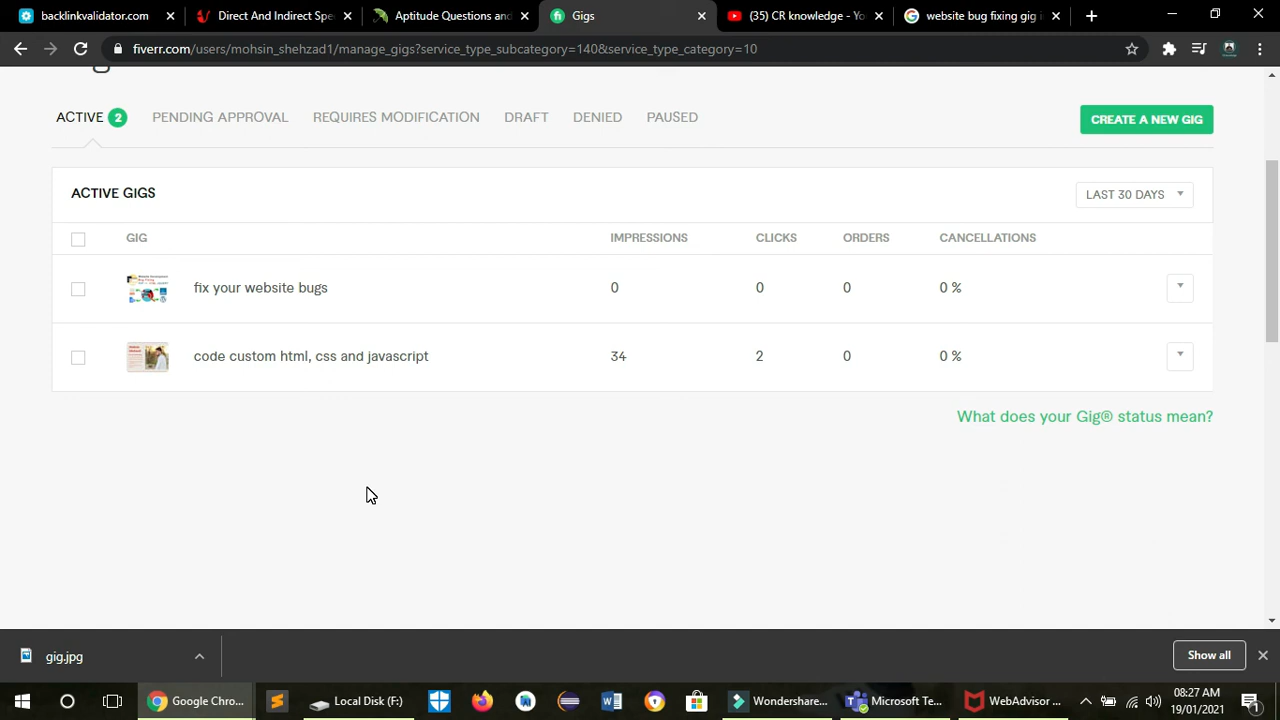 backlinkvalidator.com
Direct And Indirect Spe
Aptitude Questions and
Gigs
(35) CR knowledge - Yo
website bug fixing gig i
fiverr.com/users/mohsin_shehzad1/manage_gigs?service_type_subcategory=140&service_type_category=10
ACTIVE 2 PENDING APPROVAL REQUIRES MODIFICATION DRAFT DENIED PAUSED
CREATE A NEW GIG
ACTIVE GIGS
LAST 30 DAYS
GIG IMPRESSIONS CLICKS ORDERS CANCELLATIONS
fix your website bugs 0 0 0 0 %
code custom html, css and javascript 34 2 0 0 %
What does your Gig® status mean?
gig.jpg
Show all
Google Chro...
Local Disk (F:)
Wondershare...
Microsoft Te...
WebAdvisor ...
08:27 AM
19/01/2021